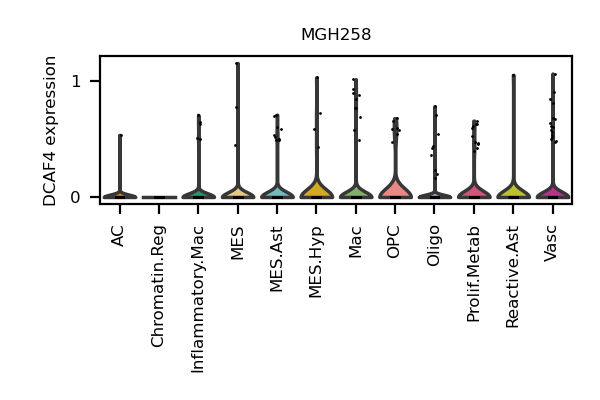 MGH258
DCAF4 expression
1
0
AC
Chromatin.Reg
Inflammatory.Mac
MES
MES.Ast
MES.Hyp
Mac
OPC
Oligo
Prolif.Metab
Reactive.Ast
Vasc